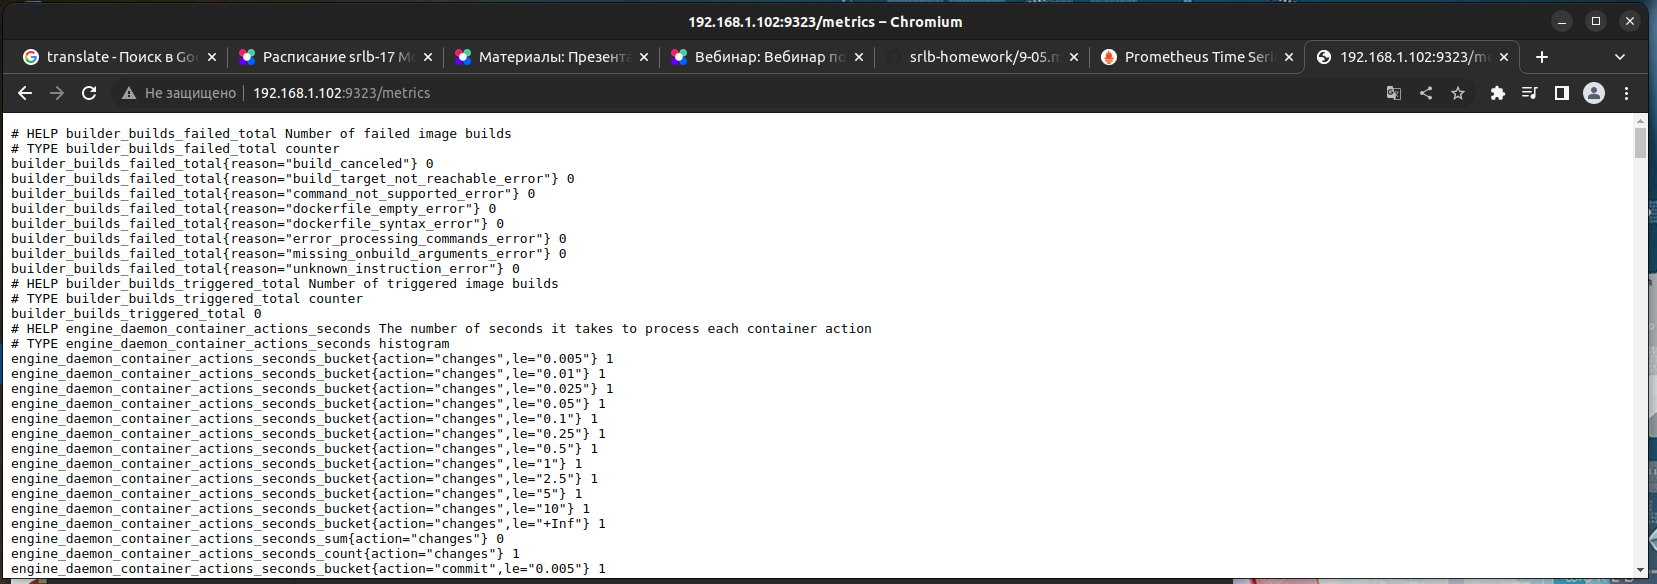 192.168.1.102:9323/metrics – Chromium
translate - Поиск в Goo
Расписание srlb-17 Мо
Материалы: Презента
Вебинар: Вебинар по
srlb-homework/9-05.m
Prometheus Time Seri
192.168.1.102:9323/me
Не защищено
192.168.1.102:9323/metrics
# HELP builder_builds_failed_total Number of failed image builds
# TYPE builder_builds_failed_total counter
builder_builds_failed_total{reason="build_canceled"} 0
builder_builds_failed_total{reason="build_target_not_reachable_error"} 0
builder_builds_failed_total{reason="command_not_supported_error"} 0
builder_builds_failed_total{reason="dockerfile_empty_error"} 0
builder_builds_failed_total{reason="dockerfile_syntax_error"} 0
builder_builds_failed_total{reason="error_processing_commands_error"} 0
builder_builds_failed_total{reason="missing_onbuild_arguments_error"} 0
builder_builds_failed_total{reason="unknown_instruction_error"} 0
# HELP builder_builds_triggered_total Number of triggered image builds
# TYPE builder_builds_triggered_total counter
builder_builds_triggered_total 0
# HELP engine_daemon_container_actions_seconds The number of seconds it takes to process each container action
# TYPE engine_daemon_container_actions_seconds histogram
engine_daemon_container_actions_seconds_bucket{action="changes",le="0.005"} 1
engine_daemon_container_actions_seconds_bucket{action="changes",le="0.01"} 1
engine_daemon_container_actions_seconds_bucket{action="changes",le="0.025"} 1
engine_daemon_container_actions_seconds_bucket{action="changes",le="0.05"} 1
engine_daemon_container_actions_seconds_bucket{action="changes",le="0.1"} 1
engine_daemon_container_actions_seconds_bucket{action="changes",le="0.25"} 1
engine_daemon_container_actions_seconds_bucket{action="changes",le="0.5"} 1
engine_daemon_container_actions_seconds_bucket{action="changes",le="1"} 1
engine_daemon_container_actions_seconds_bucket{action="changes",le="2.5"} 1
engine_daemon_container_actions_seconds_bucket{action="changes",le="5"} 1
engine_daemon_container_actions_seconds_bucket{action="changes",le="10"} 1
engine_daemon_container_actions_seconds_bucket{action="changes",le="+Inf"} 1
engine_daemon_container_actions_seconds_sum{action="changes"} 0
engine_daemon_container_actions_seconds_count{action="changes"} 1
engine_daemon_container_actions_seconds_bucket{action="commit",le="0.005"} 1